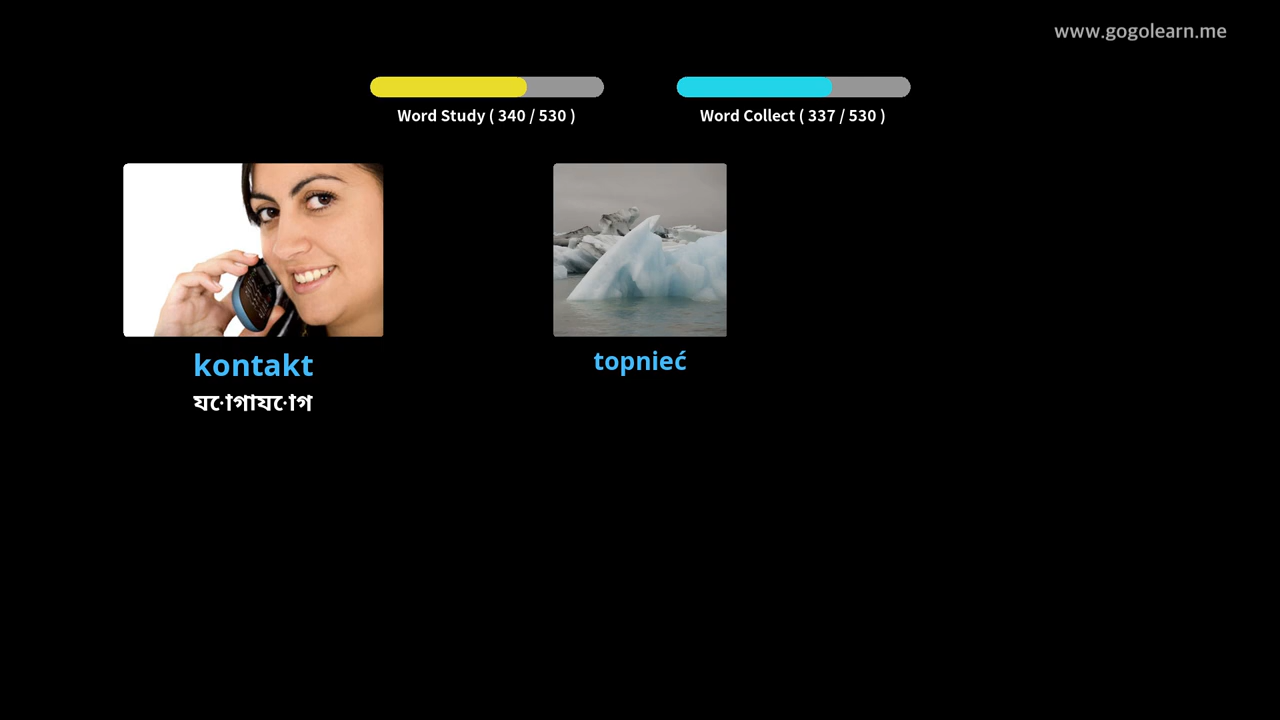 www.gogolearn.me
Word Study ( 340 / 530 )
Word Collect ( 337 / 530 )
kontakt
যোগাযোগ
topnieć